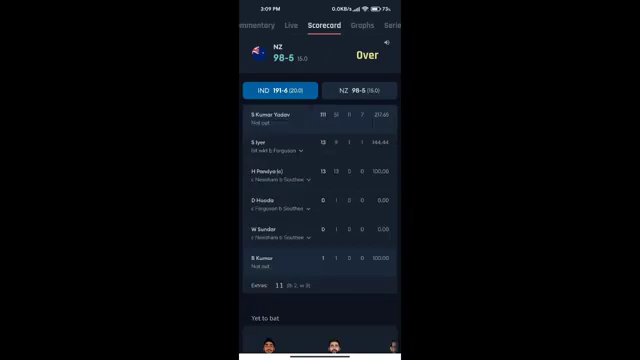 3:09 PM 0.0KB/s 73%
mmentary Live Scorecard Graphs Serie
NZ
98-5 15.0
Over
IND 191-6 (20.0) NZ 98-5 (15.0)
S Kumar Yadav 111 51 11 7 217.65
Not out
S Iyer 13 9 1 1 144.44
hit wkt b Ferguson
H Pandya (c) 13 13 0 0 100.00
c Neesham b Southee
D Hooda 0 1 0 0 0.00
c Ferguson b Southee
W Sundar 0 1 0 0 0.00
c Neesham b Southee
B Kumar 1 1 0 0 100.00
Not out
Extras: 11
Yet to bat